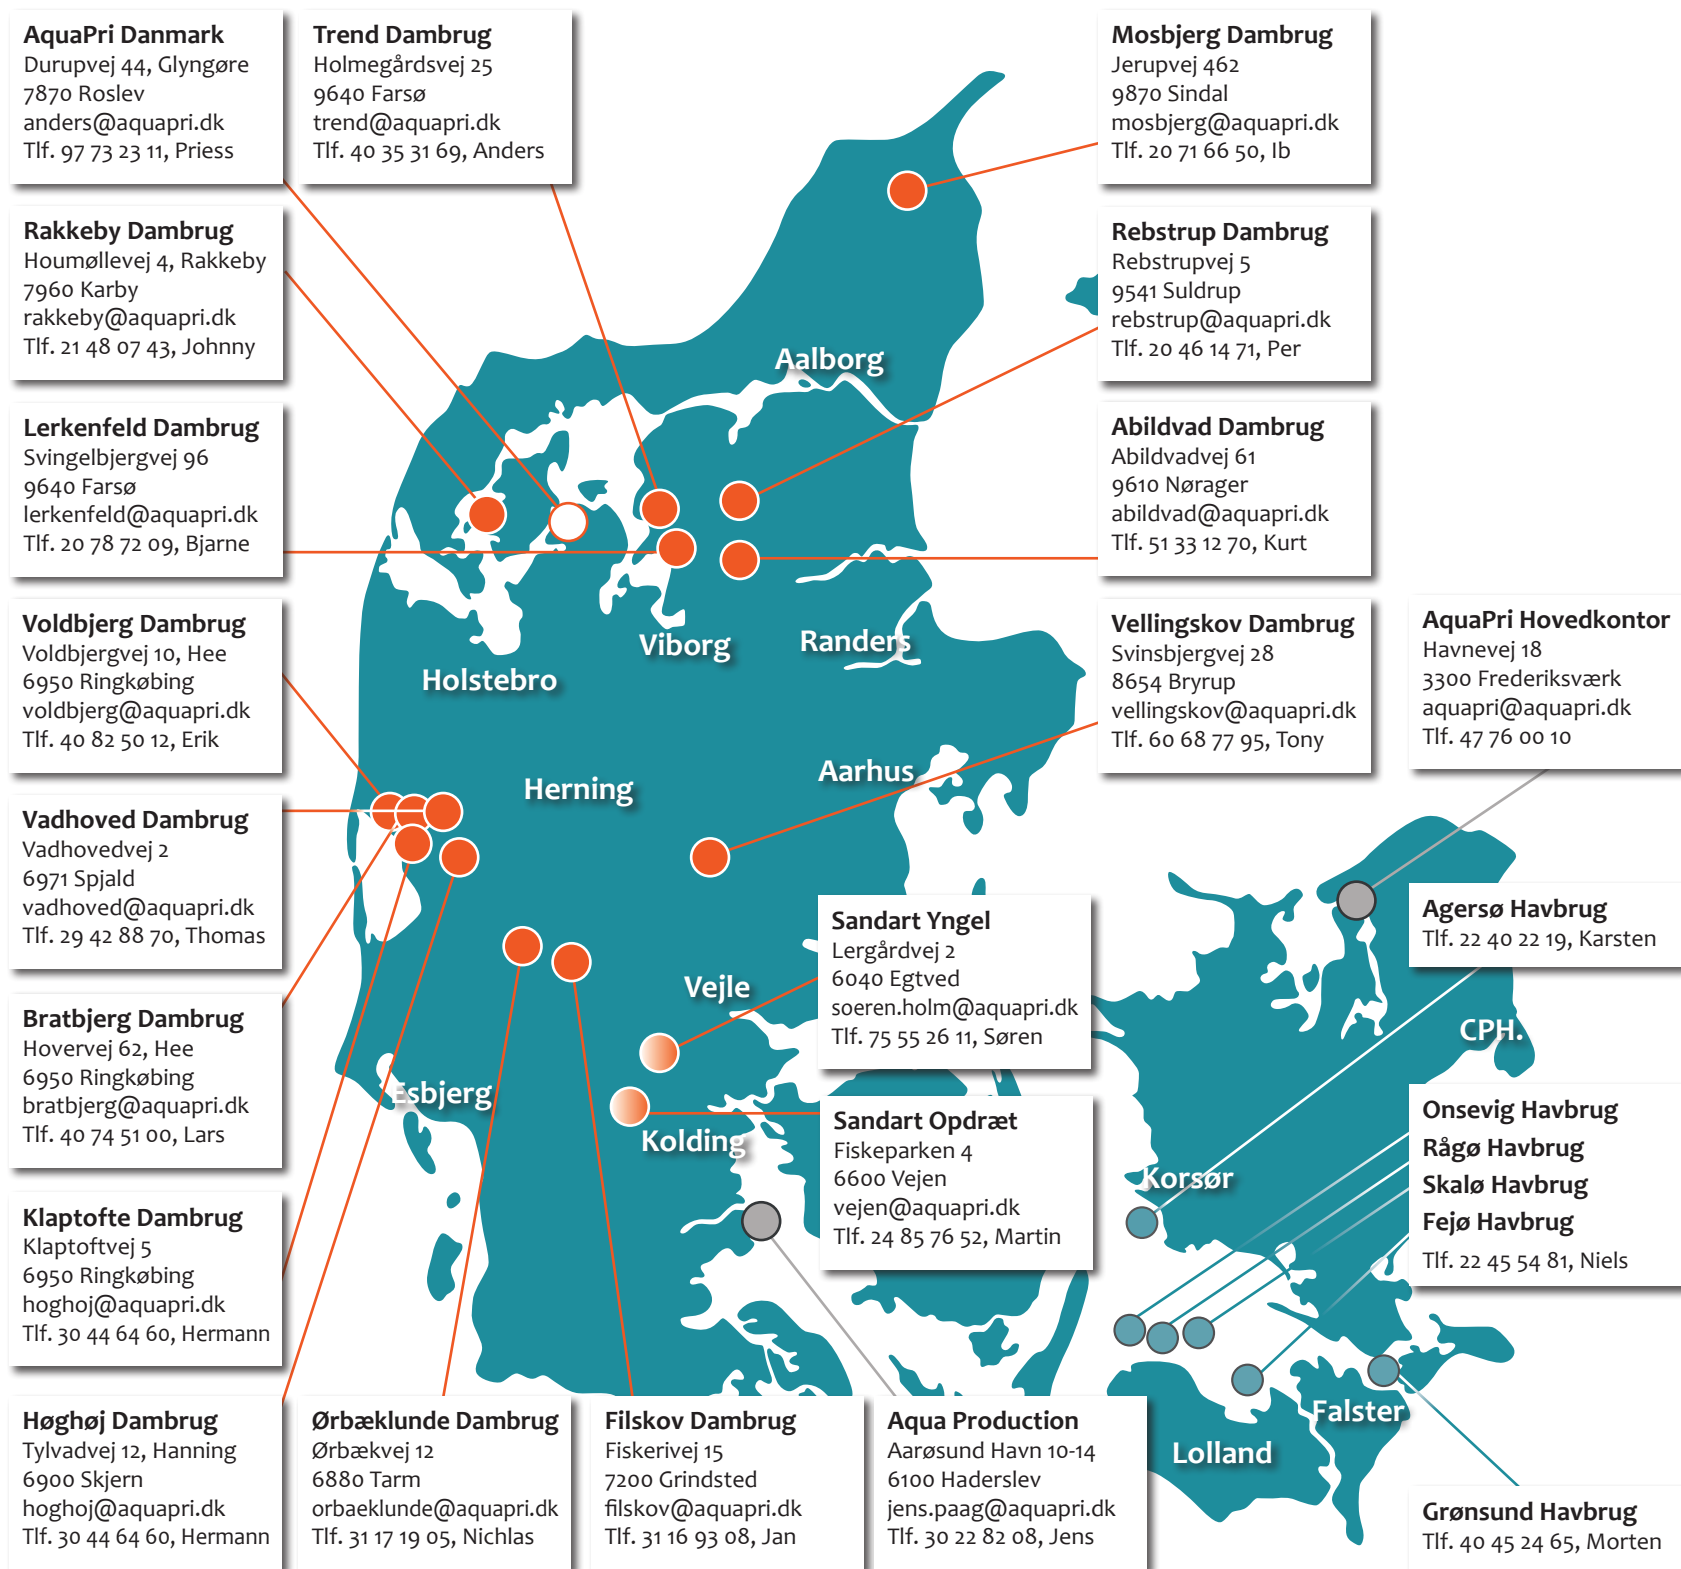 AquaPri Danmark
Durupvej 44, Glyngøre
7870 Roslev
anders@aquapri.dk
Tlf. 97 73 23 11, Priess
Trend Dambrug
Holmegårdsvej 25
9640 Farsø
trend@aquapri.dk
Tlf. 40 35 31 69, Anders
Mosbjerg Dambrug
Jerupvej 462
9870 Sindal
mosbjerg@aquapri.dk
Tlf. 20 71 66 50, Ib
Rakkeby Dambrug
Houmøllevej 4, Rakkeby
7960 Karby
rakkeby@aquapri.dk
Tlf. 21 48 07 43, Johnny
Rebstrup Dambrug
Rebstrupvej 5
9541 Suldrup
rebstrup@aquapri.dk
Tlf. 20 46 14 71, Per
Aalborg
Lerkenfeld Dambrug
Svingelbjergvej 96
9640 Farsø
lerkenfeld@aquapri.dk
Tlf. 20 78 72 09, Bjarne
Abildvad Dambrug
Abildvadvej 61
9610 Nørager
abildvad@aquapri.dk
Tlf. 51 33 12 70, Kurt
Voldbjerg Dambrug
Voldbjergvej 10, Hee
6950 Ringkøbing
voldbjerg@aquapri.dk
Tlf. 40 82 50 12, Erik
Viborg
Randers
Holstebro
Vellingskov Dambrug
Svinsbjergvej 28
8654 Bryrup
vellingskov@aquapri.dk
Tlf. 60 68 77 95, Tony
AquaPri Hovedkontor
Havnevej 18
3300 Frederiksværk
aquapri@aquapri.dk
Tlf. 47 76 00 10
Aarhus
Herning
Vadhoved Dambrug
Vadhovedvej 2
6971 Spjald
vadhoved@aquapri.dk
Tlf. 29 42 88 70, Thomas
Sandart Yngel
Lergårdvej 2
6040 Egtved
soeren.holm@aquapri.dk
Tlf. 75 55 26 11, Søren
Agersø Havbrug
Tlf. 22 40 22 19, Karsten
Vejle
CPH.
Bratbjerg Dambrug
Hovervej 62, Hee
6950 Ringkøbing
bratbjerg@aquapri.dk
Tlf. 40 74 51 00, Lars
Esbjerg
Kolding
Sandart Opdræt
Fiskeparken 4
6600 Vejen
vejen@aquapri.dk
Tlf. 24 85 76 52, Martin
Korsør
Onsevig Havbrug
Rågø Havbrug
Skalø Havbrug
Fejø Havbrug
Tlf. 22 45 54 81, Niels
Klaptofte Dambrug
Klaptoftvej 5
6950 Ringkøbing
hoghoj@aquapri.dk
Tlf. 30 44 64 60, Hermann
Høghøj Dambrug
Tylvadvej 12, Hanning
6900 Skjern
hoghoj@aquapri.dk
Tlf. 30 44 64 60, Hermann
Ørbæklunde Dambrug
Ørbækvej 12
6880 Tarm
orbaeklunde@aquapri.dk
Tlf. 31 17 19 05, Nichlas
Filskov Dambrug
Fiskerivej 15
7200 Grindsted
filskov@aquapri.dk
Tlf. 31 16 93 08, Jan
Aqua Production
Aarøsund Havn 10-14
6100 Haderslev
jens.paag@aquapri.dk
Tlf. 30 22 82 08, Jens
Falster
Lolland
Grønsund Havbrug
Tlf. 40 45 24 65, Morten